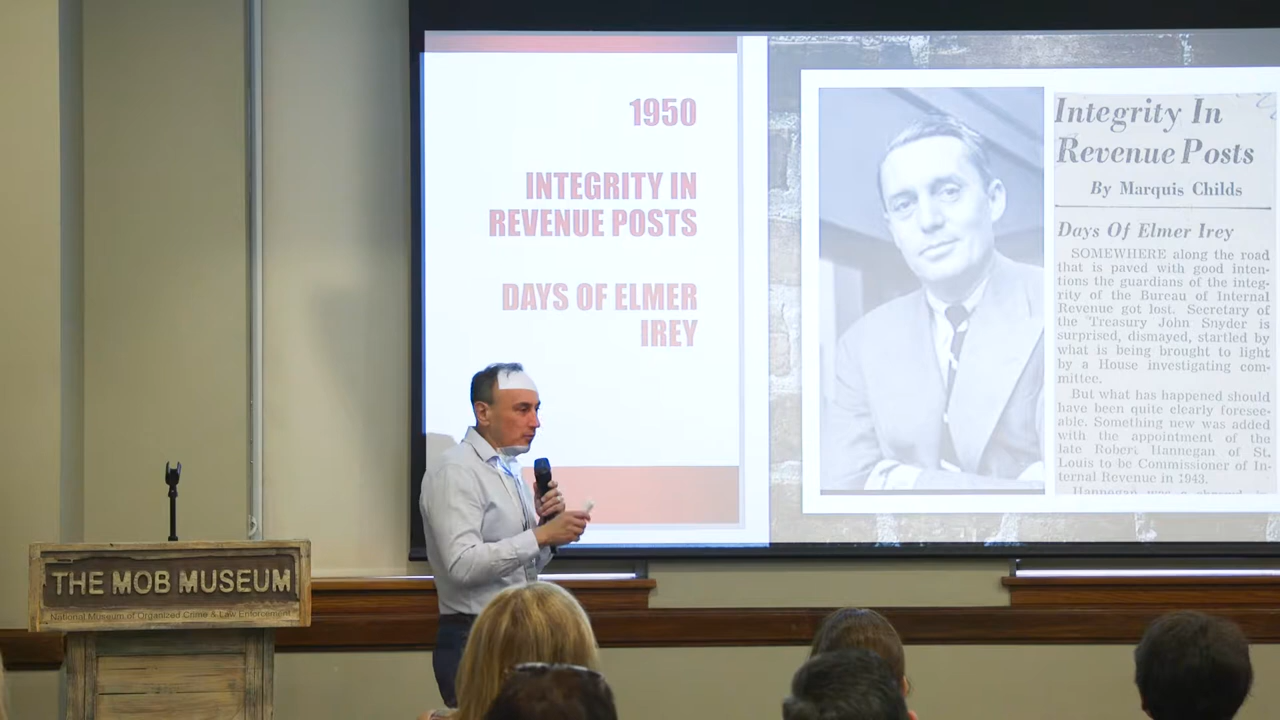 1950
INTEGRITY IN
REVENUE POSTS
DAYS OF ELMER
IREY
Integrity In
Revenue Posts
By Marquis Childs
Days Of Elmer Irey
SOMEWHERE along the road
that is paved with good inten-
tions the guardians of the integ-
rity of the Bureau of Internal
Revenue got lost. Secretary of
the Treasury John Snyder is
surprised, dismayed, startled by
what is being brought to light
by a House investigating com-
mittee.
But what has happened should
have been quite clearly foresee-
able. Something new was added
with the appointment of the
late Robert Hannegan of St.
Louis to be Commissioner of In-
ternal Revenue in 1943.
Hannegan was a
THE MOB MUSEUM
National Museum of Organized Crime & Law Enforcement